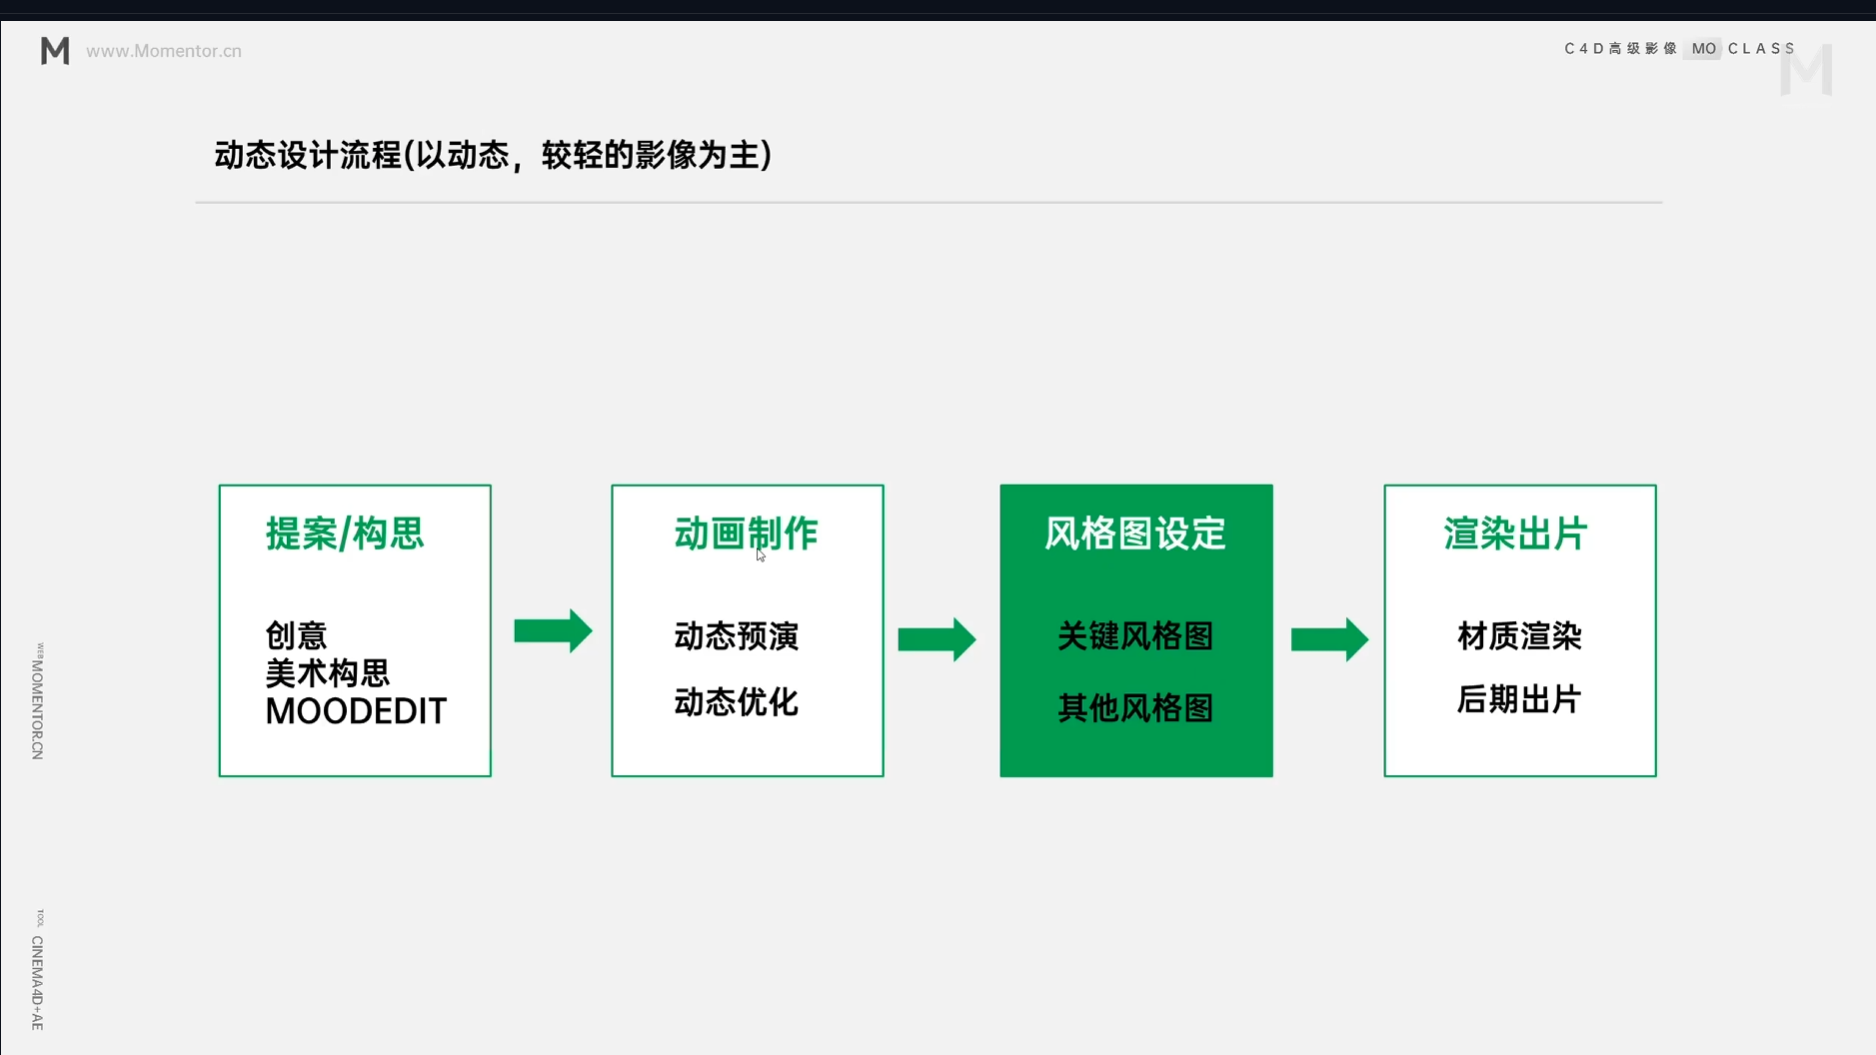 M www.Momentor.cn
C4D高级影像 MO CLASS
M
动态设计流程(以动态，较轻的影像为主)
提案/构思
创意
美术构思
MOODEDIT
动画制作
动态预演
动态优化
风格图设定
关键风格图
其他风格图
渲染出片
材质渲染
后期出片
WEB MOMENTOR.CN
TOOL CINEMA4D+AE